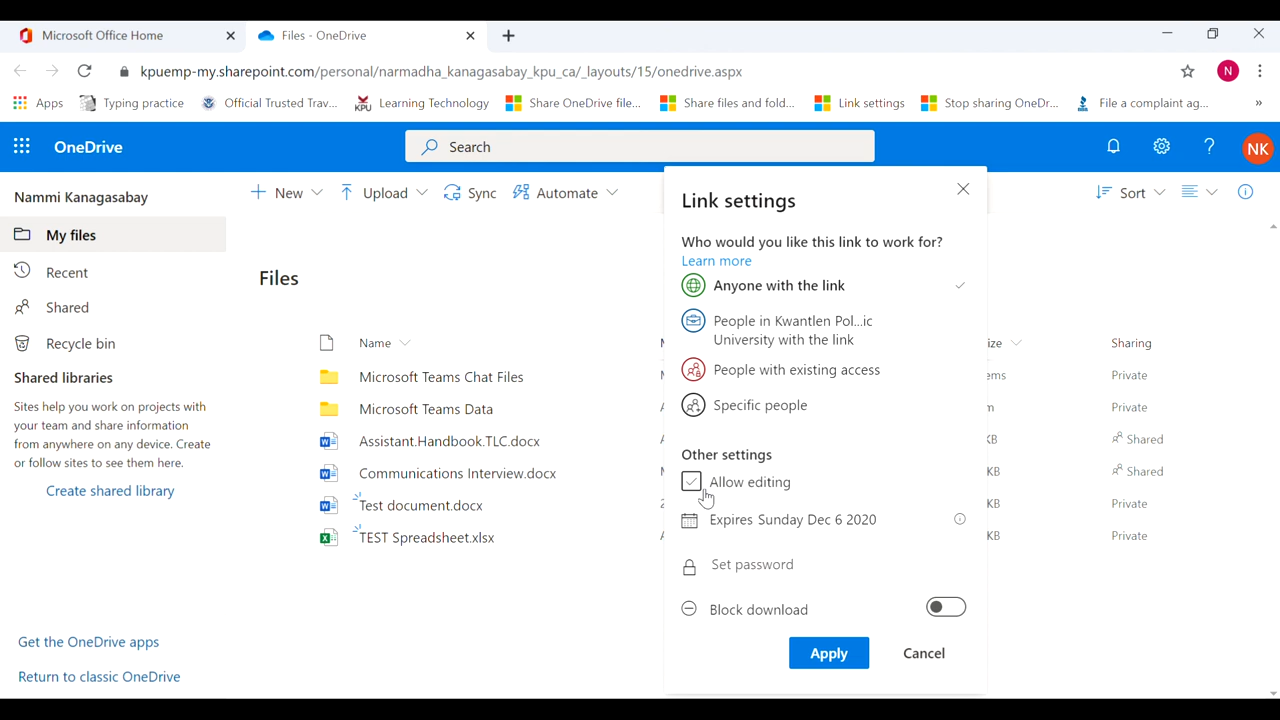 Microsoft Office Home
Files - OneDrive
kpuemp-my.sharepoint.com/personal/narmadha_kanagasabay_kpu_ca/_layouts/15/onedrive.aspx
N
Apps
Typing practice
Official Trusted Trav...
KPU
Learning Technology
Share OneDrive file...
Share files and fold...
Link settings
Stop sharing OneDr...
File a complaint ag...
»
OneDrive
Search
?
NK
Nammi Kanagasabay
New
Upload
Sync
Automate
Sort
My files
Recent
Shared
Recycle bin
Shared libraries
Sites help you work on projects with
your team and share information
from anywhere on any device. Create
or follow sites to see them here.
Create shared library
Get the OneDrive apps
Return to classic OneDrive
Files
Name
ize
Sharing
Microsoft Teams Chat Files
ems
Private
Microsoft Teams Data
m
Private
Assistant.Handbook.TLC.docx
KB
Shared
Communications Interview.docx
KB
Shared
Test document.docx
KB
Private
TEST Spreadsheet.xlsx
KB
Private
Link settings
Who would you like this link to work for?
Learn more
Anyone with the link
People in Kwantlen Pol...ic
University with the link
People with existing access
Specific people
Other settings
Allow editing
Expires Sunday Dec 6 2020
Set password
Block download
Apply
Cancel